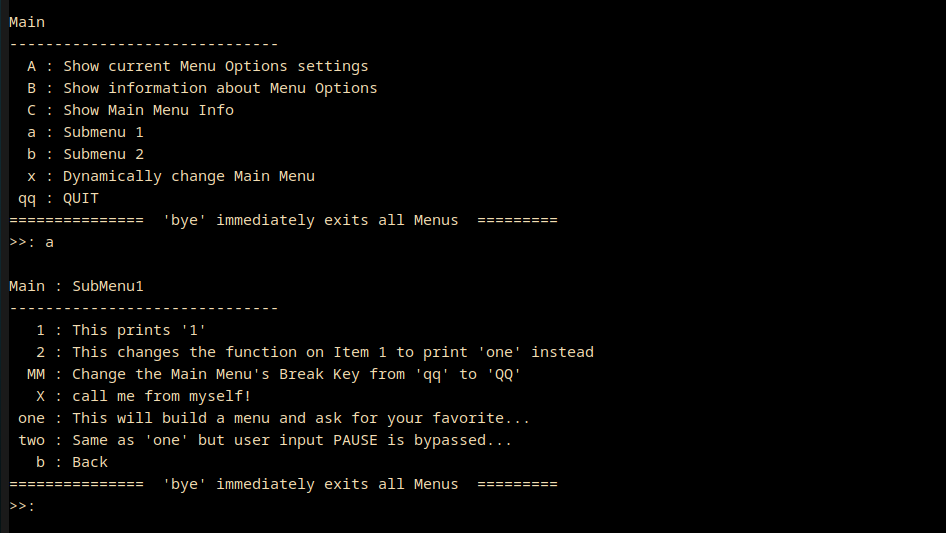 Main
------------------------------
  A : Show current Menu Options settings
  B : Show information about Menu Options
  C : Show Main Menu Info
  a : Submenu 1
  b : Submenu 2
  x : Dynamically change Main Menu
 qq : QUIT
===============  'bye' immediately exits all Menus  =========
>>: a

Main : SubMenu1
------------------------------
   1 : This prints '1'
   2 : This changes the function on Item 1 to print 'one' instead
  MM : Change the Main Menu's Break Key from 'qq' to 'QQ'
   X : call me from myself!
 one : This will build a menu and ask for your favorite...
 two : Same as 'one' but user input PAUSE is bypassed...
   b : Back
===============  'bye' immediately exits all Menus  =========
>>: